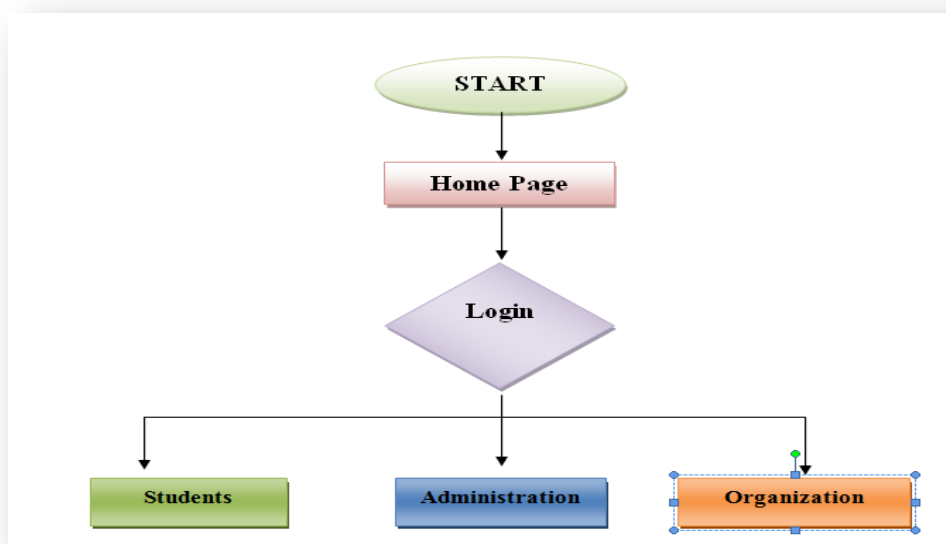 START
Home Page
Login
Students
Administration
Organization